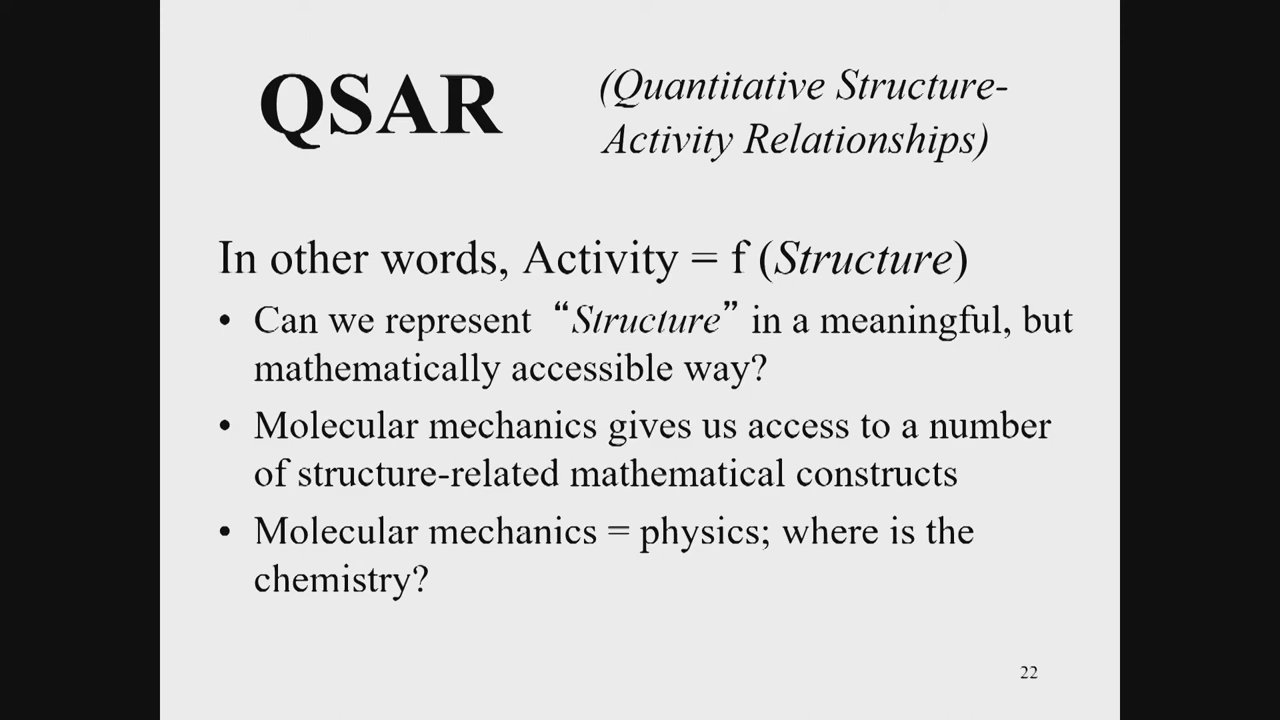 QSAR
(Quantitative Structure-
Activity Relationships)
In other words, Activity = f (Structure)
• Can we represent “Structure” in a meaningful, but
mathematically accessible way?
• Molecular mechanics gives us access to a number
of structure-related mathematical constructs
• Molecular mechanics = physics; where is the
chemistry?
22